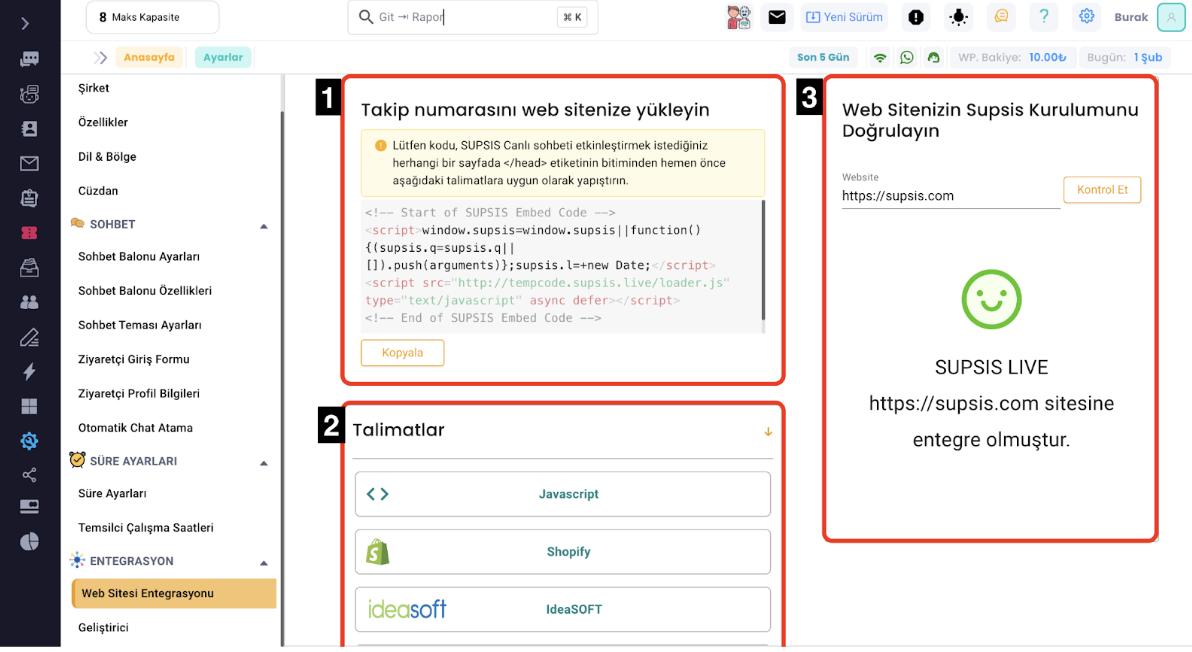 8 Maks Kapasite
Git ⇥ Rapor
⌘ K
Yeni Sürüm
?
Burak
Anasayfa
Ayarlar
Son 5 Gün
WP. Bakiye: 10.00₺
Bugün: 1 Şub
Şirket
Özellikler
Dil & Bölge
Cüzdan
SOHBET
Sohbet Balonu Ayarları
Sohbet Balonu Özellikleri
Sohbet Teması Ayarları
Ziyaretçi Giriş Formu
Ziyaretçi Profil Bilgileri
Otomatik Chat Atama
SÜRE AYARLARI
Süre Ayarları
Temsilci Çalışma Saatleri
ENTEGRASYON
Web Sitesi Entegrasyonu
Geliştirici
1
Takip numarasını web sitenize yükleyin
Lütfen kodu, SUPSIS Canlı sohbeti etkinleştirmek istediğiniz
herhangi bir sayfada </head> etiketinin bitiminden hemen önce
aşağıdaki talimatlara uygun olarak yapıştırın.
<!-- Start of SUPSIS Embed Code -->
<script>window.supsis=window.supsis||function()
{(supsis.q=supsis.q||
[]).push(arguments)};supsis.l=+new Date;</script>
<script src="http://tempcode.supsis.live/loader.js"
type="text/javascript" async defer></script>
<!-- End of SUPSIS Embed Code -->
Kopyala
2
Talimatlar
Javascript
Shopify
ideasoft
IdeaSOFT
3
Web Sitenizin Supsis Kurulumunu
Doğrulayın
Website
https://supsis.com
Kontrol Et
SUPSIS LIVE
https://supsis.com sitesine
entegre olmuştur.